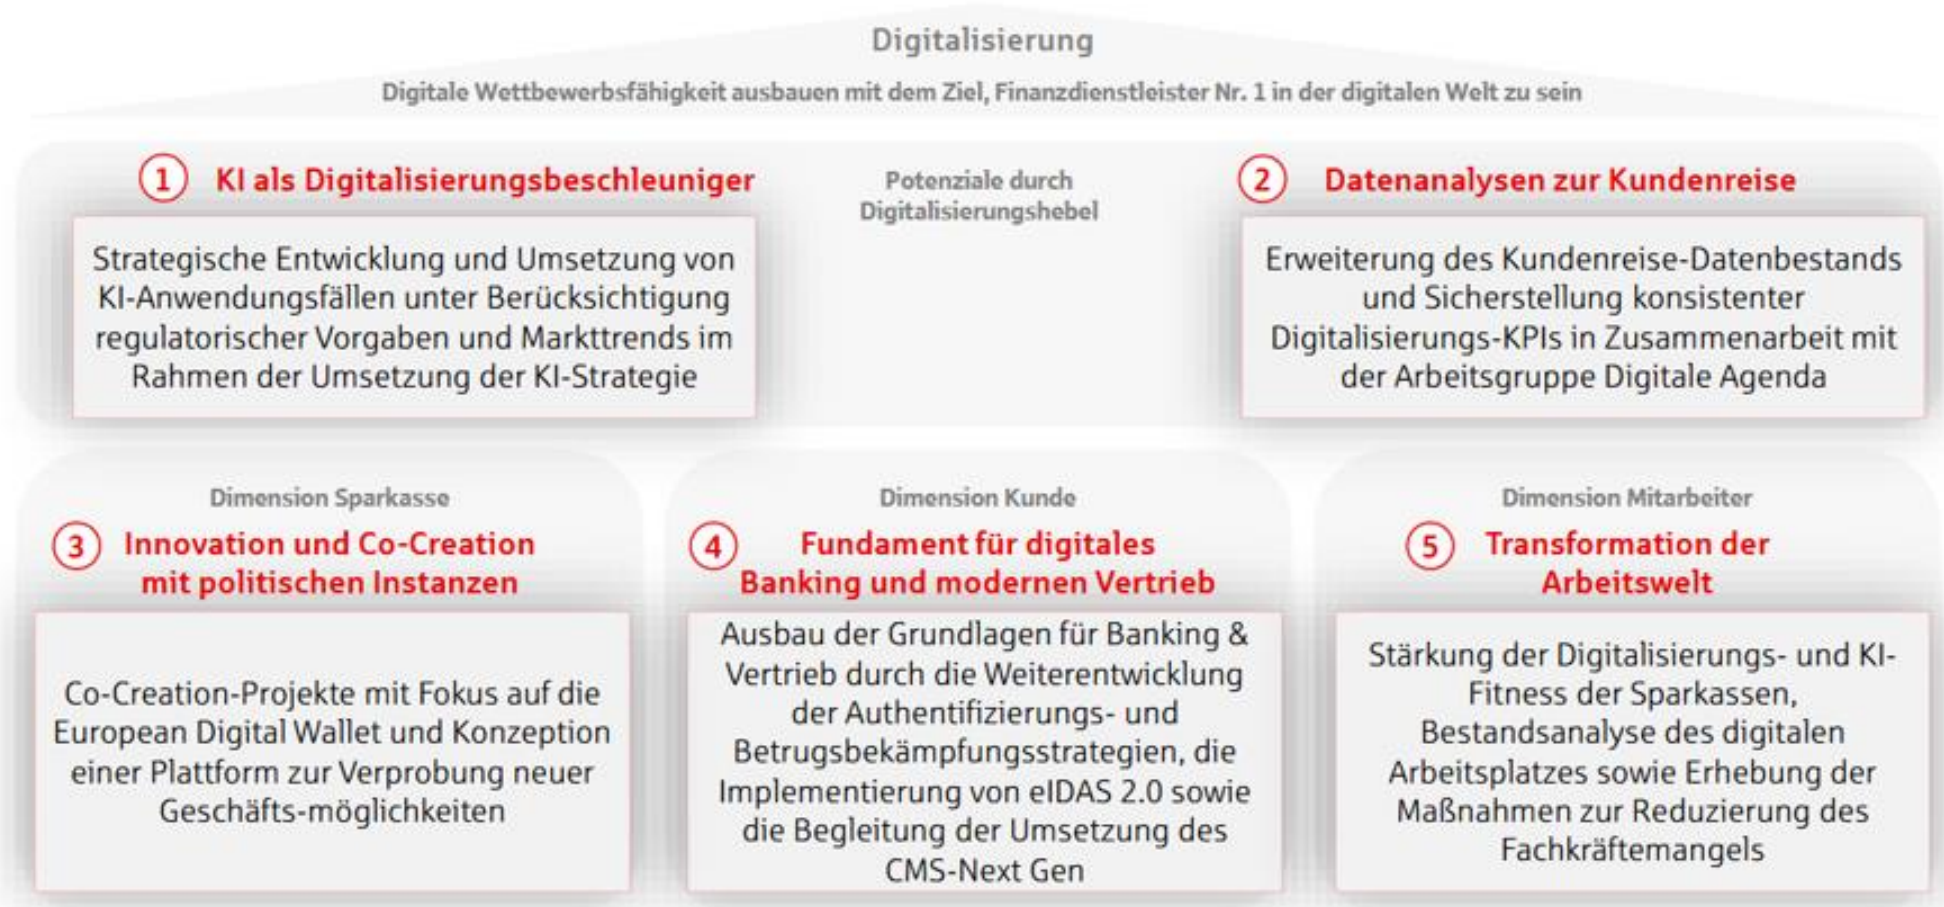 Digitalisierung
Digitale Wettbewerbsfähigkeit ausbauen mit dem Ziel, Finanzdienstleister Nr. 1 in der digitalen Welt zu sein
1 KI als Digitalisierungsbeschleuniger
Strategische Entwicklung und Umsetzung von
KI-Anwendungsfällen unter Berücksichtigung
regulatorischer Vorgaben und Markttrends im
Rahmen der Umsetzung der KI-Strategie
Potenziale durch
Digitalisierungshebel
2 Datenanalysen zur Kundenreise
Erweiterung des Kundenreise-Datenbestands
und Sicherstellung konsistenter
Digitalisierungs-KPIs in Zusammenarbeit mit
der Arbeitsgruppe Digitale Agenda
Dimension Sparkasse
3 Innovation und Co-Creation
mit politischen Instanzen
Co-Creation-Projekte mit Fokus auf die
European Digital Wallet und Konzeption
einer Plattform zur Verprobung neuer
Geschäfts-möglichkeiten
Dimension Kunde
4 Fundament für digitales
Banking und modernen Vertrieb
Ausbau der Grundlagen für Banking &
Vertrieb durch die Weiterentwicklung
der Authentifizierungs- und
Betrugsbekämpfungsstrategien, die
Implementierung von eIDAS 2.0 sowie
die Begleitung der Umsetzung des
CMS-Next Gen
Dimension Mitarbeiter
5 Transformation der
Arbeitswelt
Stärkung der Digitalisierungs- und KI-
Fitness der Sparkassen,
Bestandsanalyse des digitalen
Arbeitsplatzes sowie Erhebung der
Maßnahmen zur Reduzierung des
Fachkräftemangels